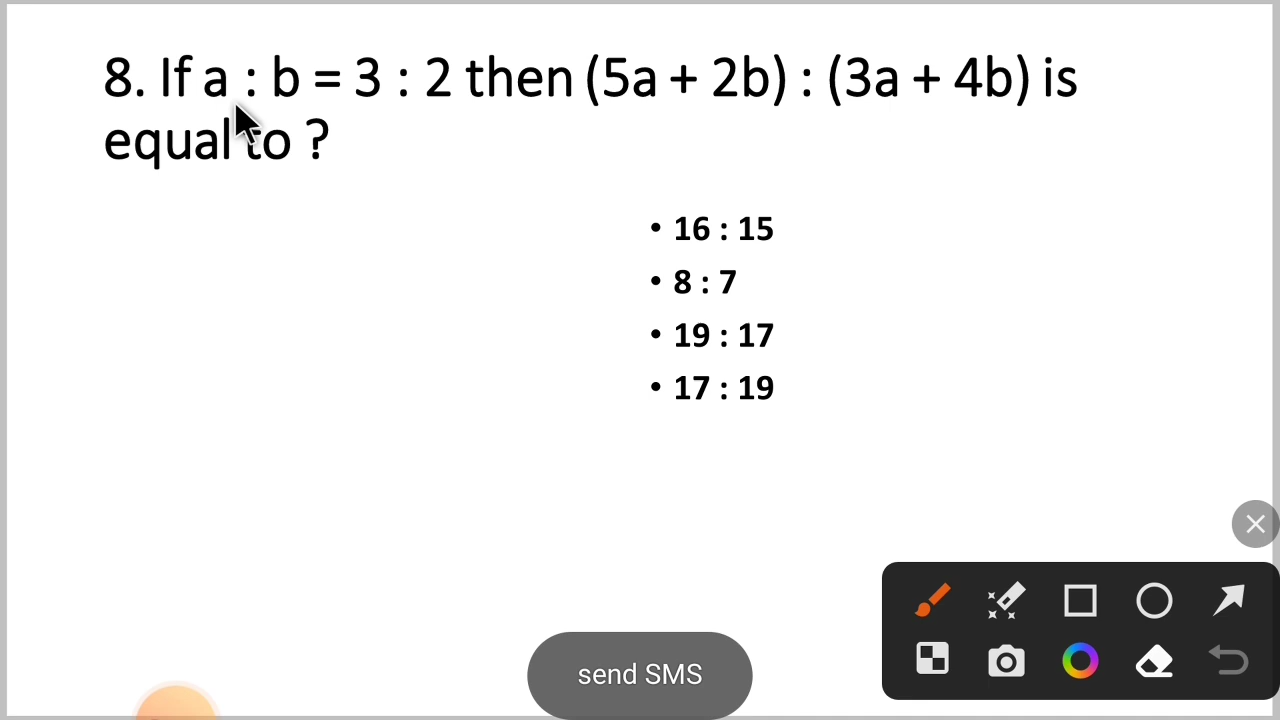 8. If a : b = 3 : 2 then (5a + 2b) : (3a + 4b) is
equal to ?
• 16 : 15
• 8 : 7
• 19 : 17
• 17 : 19
send SMS